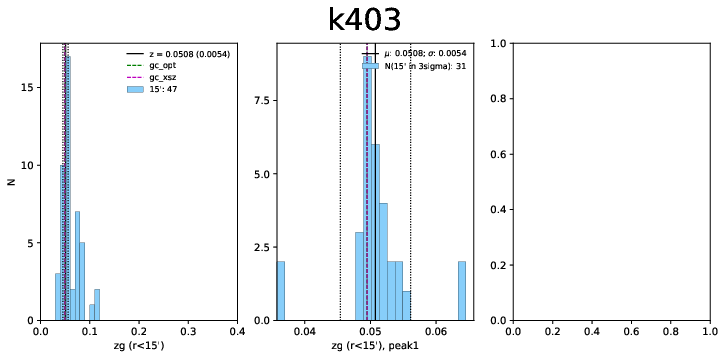 k403
z = 0.0508 (0.0054)
gc_opt
gc_xsz
15': 47
N
15
10
5
0
0.0 0.1 0.2 0.3 0.4
zg (r<15')
μ: 0.0508; σ: 0.0054
N(15' in 3sigma): 31
7.5
5.0
2.5
0.0
0.04 0.05 0.06
zg (r<15'), peak1
1.0
0.8
0.6
0.4
0.2
0.0
0.0 0.2 0.4 0.6 0.8 1.0